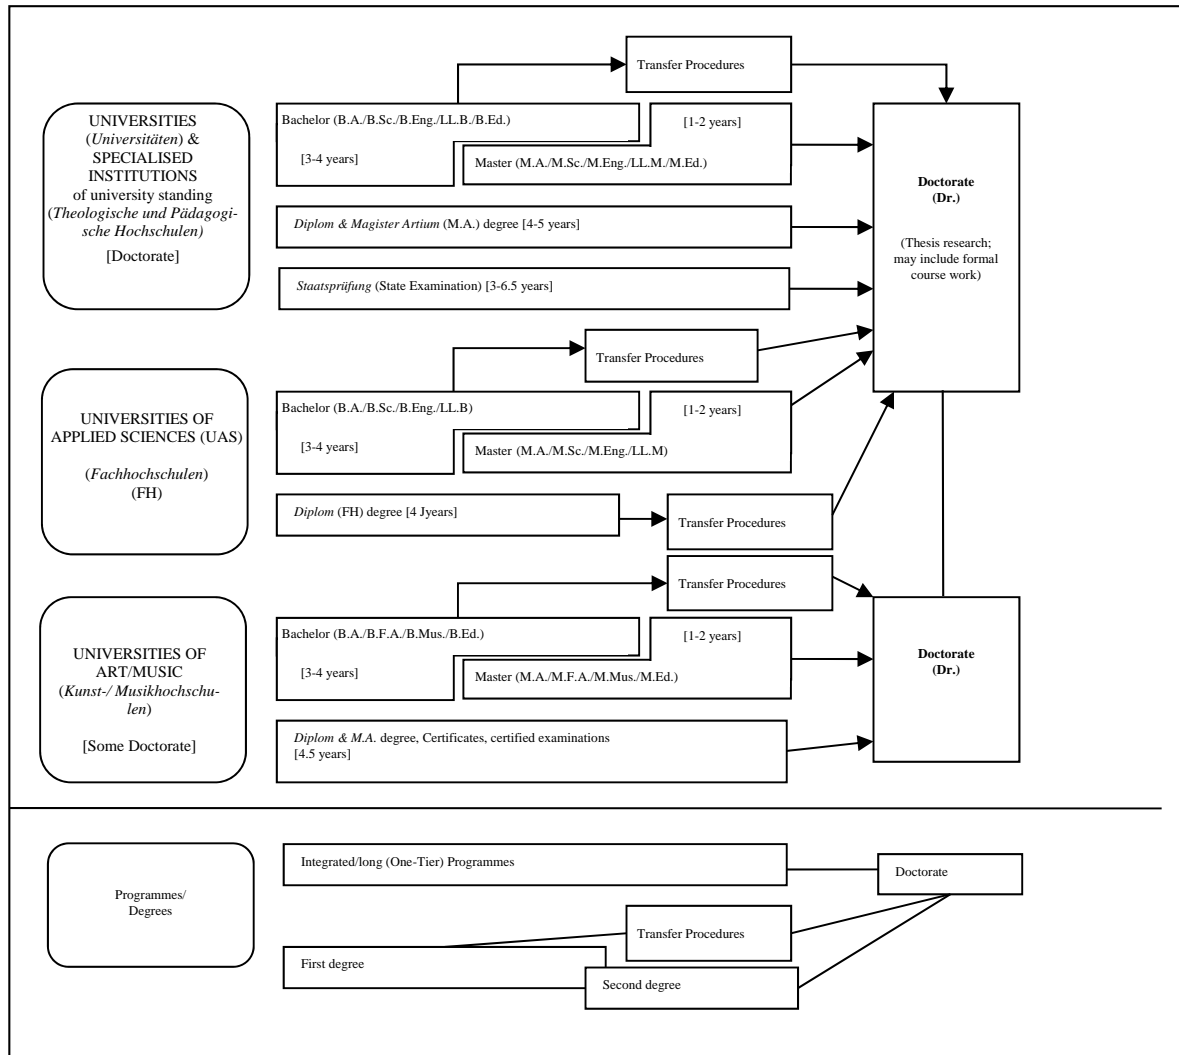 Transfer Procedures
UNIVERSITIES
(Universitäten) &
SPECIALISED
INSTITUTIONS
of university standing
(Theologische und Pädagogi-
sche Hochschulen)
[Doctorate]
Bachelor (B.A./B.Sc./B.Eng./LL.B./B.Ed.)
[3-4 years]
[1-2 years]
Master (M.A./M.Sc./M.Eng./LL.M./M.Ed.)
Diplom & Magister Artium (M.A.) degree [4-5 years]
Staatsprüfung (State Examination) [3-6.5 years]
Doctorate
(Dr.)
(Thesis research;
may include formal
course work)
Transfer Procedures
UNIVERSITIES OF
APPLIED SCIENCES (UAS)
(Fachhochschulen)
(FH)
Bachelor (B.A./B.Sc./B.Eng./LL.B)
[3-4 years]
[1-2 years]
Master (M.A./M.Sc./M.Eng./LL.M)
Diplom (FH) degree [4 Jyears]
Transfer Procedures
Transfer Procedures
UNIVERSITIES OF
ART/MUSIC
(Kunst-/ Musikhochschu-
len)
[Some Doctorate]
Bachelor (B.A./B.F.A./B.Mus./B.Ed.)
[3-4 years]
[1-2 years]
Master (M.A./M.F.A./M.Mus./M.Ed.)
Diplom & M.A. degree, Certificates, certified examinations
[4.5 years]
Doctorate
(Dr.)
Programmes/
Degrees
Integrated/long (One-Tier) Programmes
Doctorate
Transfer Procedures
First degree
Second degree